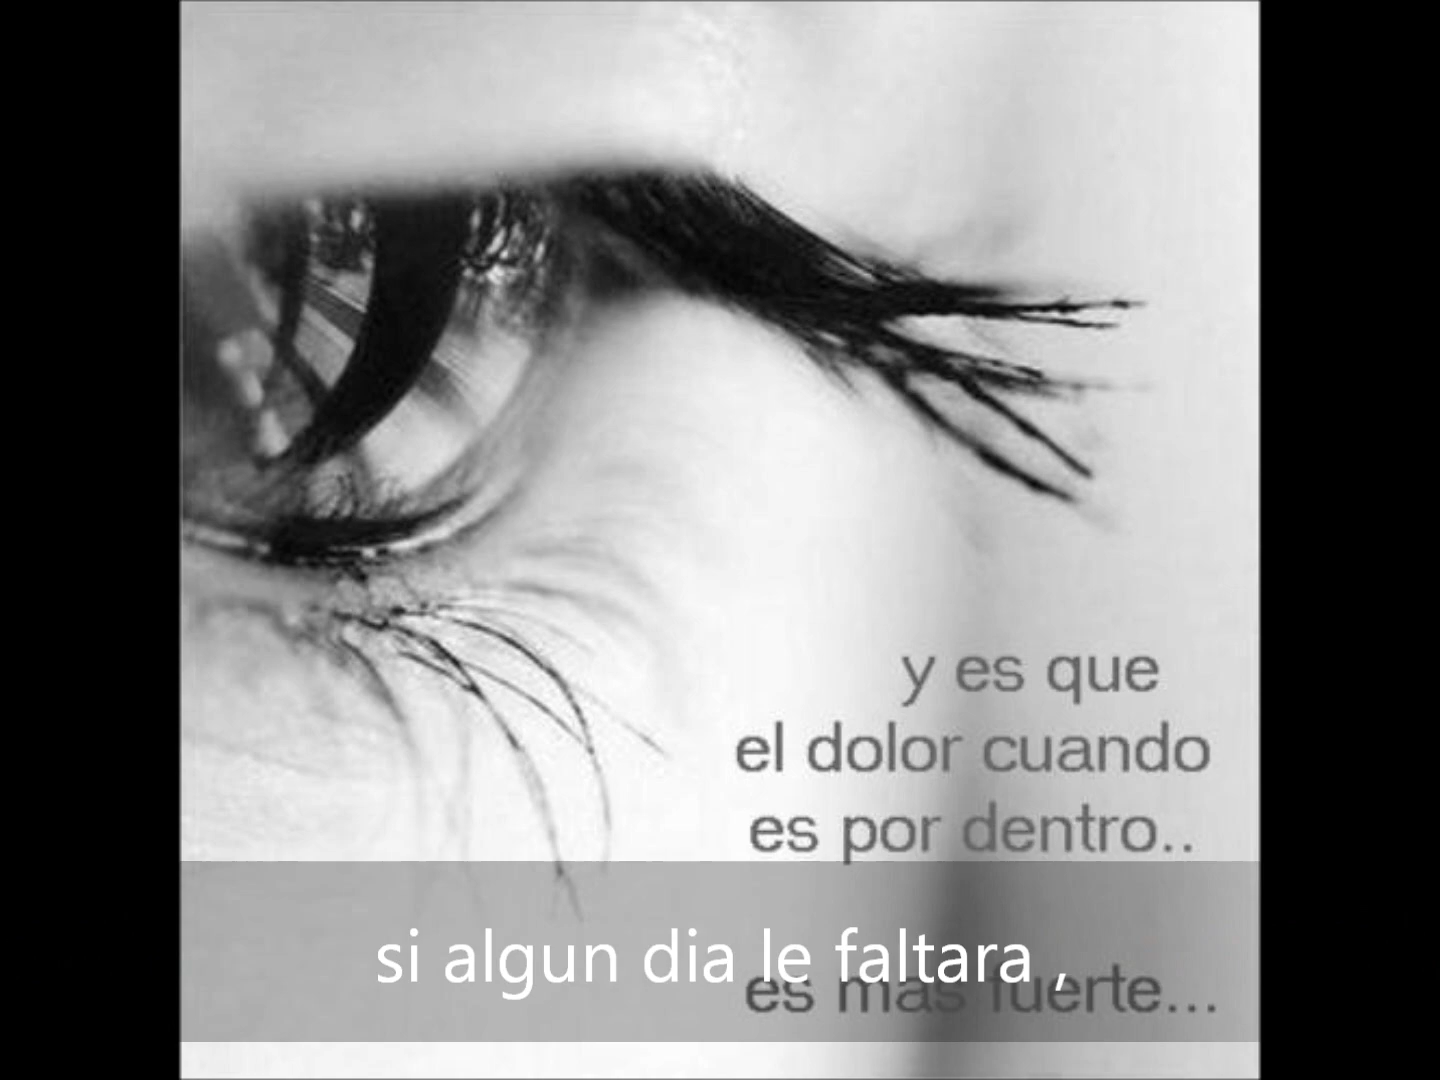 y es que
el dolor cuando
es por dentro..
si algun dia le faltara ,
es mas fuerte...